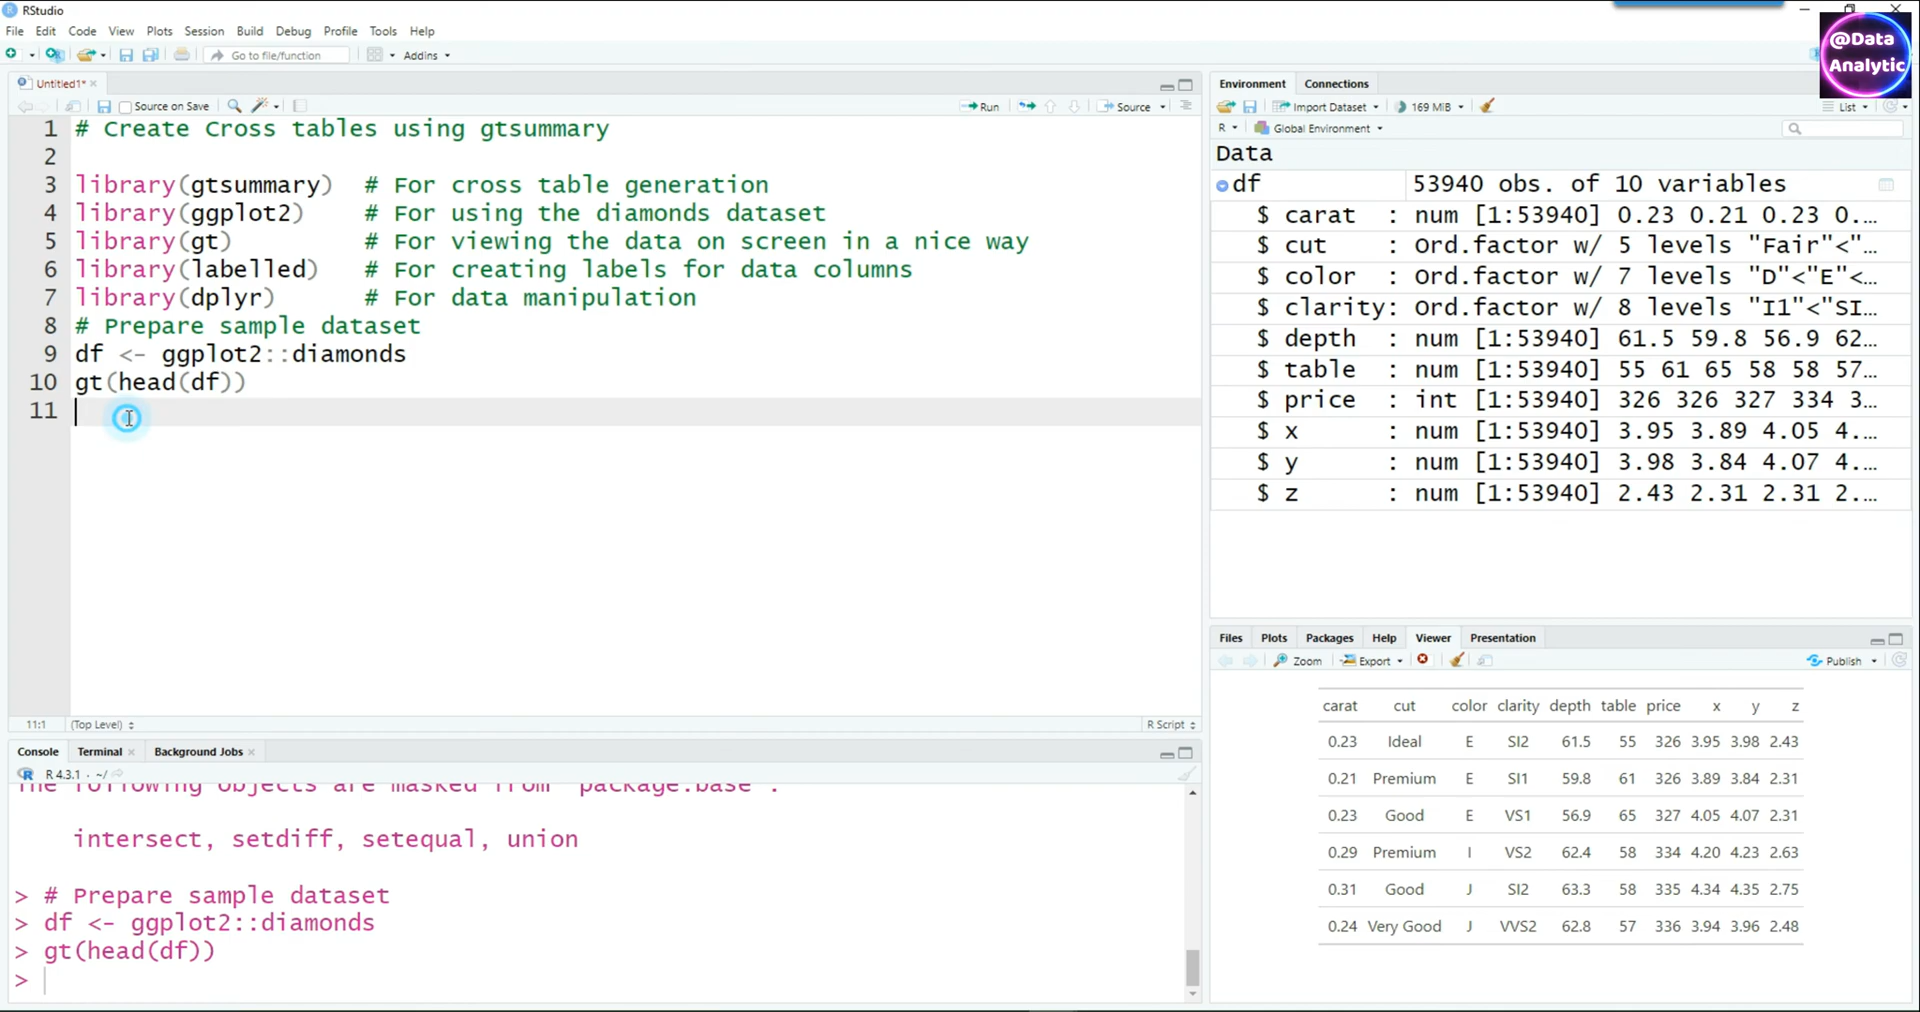 RStudio
File Edit Code View Plots Session Build Debug Profile Tools Help
Go to file/function Addins
@Data
Analytic
Untitled1*
Source on Save Run Source
1 # Create Cross tables using gtsummary
2
3 library(gtsummary) # For cross table generation
4 library(ggplot2) # For using the diamonds dataset
5 library(gt) # For viewing the data on screen in a nice way
6 library(labelled) # For creating labels for data columns
7 library(dplyr) # For data manipulation
8 # Prepare sample dataset
9 df <- ggplot2::diamonds
10 gt(head(df))
11
11:1 (Top Level) R Script
Console Terminal Background Jobs
R 4.3.1 · ~/
The following objects are masked from ‘package:base’:
intersect, setdiff, setequal, union
> # Prepare sample dataset
> df <- ggplot2::diamonds
> gt(head(df))
>
Environment Connections
Import Dataset 169 MiB List
R Global Environment
Data
df 53940 obs. of 10 variables
$ carat : num [1:53940] 0.23 0.21 0.23 0.…
$ cut : Ord.factor w/ 5 levels "Fair"<"…
$ color : Ord.factor w/ 7 levels "D"<"E"<…
$ clarity: Ord.factor w/ 8 levels "I1"<"SI…
$ depth : num [1:53940] 61.5 59.8 56.9 62…
$ table : num [1:53940] 55 61 65 58 58 57…
$ price : int [1:53940] 326 326 327 334 3…
$ x : num [1:53940] 3.95 3.89 4.05 4.…
$ y : num [1:53940] 3.98 3.84 4.07 4.…
$ z : num [1:53940] 2.43 2.31 2.31 2.…
Files Plots Packages Help Viewer Presentation
Zoom Export Publish
carat cut color clarity depth table price x y z
0.23 Ideal E SI2 61.5 55 326 3.95 3.98 2.43
0.21 Premium E SI1 59.8 61 326 3.89 3.84 2.31
0.23 Good E VS1 56.9 65 327 4.05 4.07 2.31
0.29 Premium I VS2 62.4 58 334 4.20 4.23 2.63
0.31 Good J SI2 63.3 58 335 4.34 4.35 2.75
0.24 Very Good J VVS2 62.8 57 336 3.94 3.96 2.48